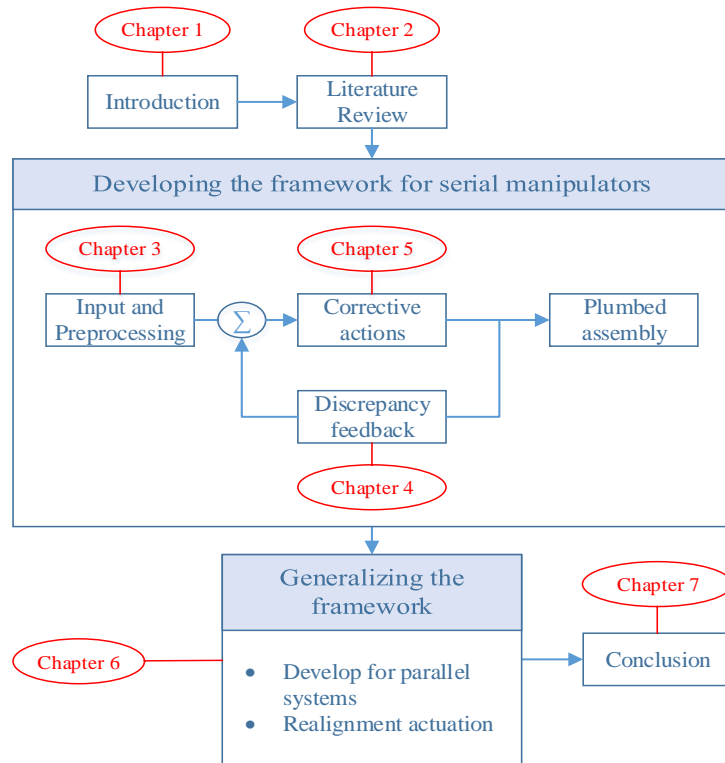 Chapter 1
Chapter 2
Introduction
Literature
Review
Developing the framework for serial manipulators
Chapter 3
Chapter 5
Input and
Preprocessing
∑
Corrective
actions
Plumbed
assembly
Discrepancy
feedback
Chapter 4
Generalizing the
framework
Chapter 7
Chapter 6
• Develop for parallel
systems
• Realignment actuation
Conclusion